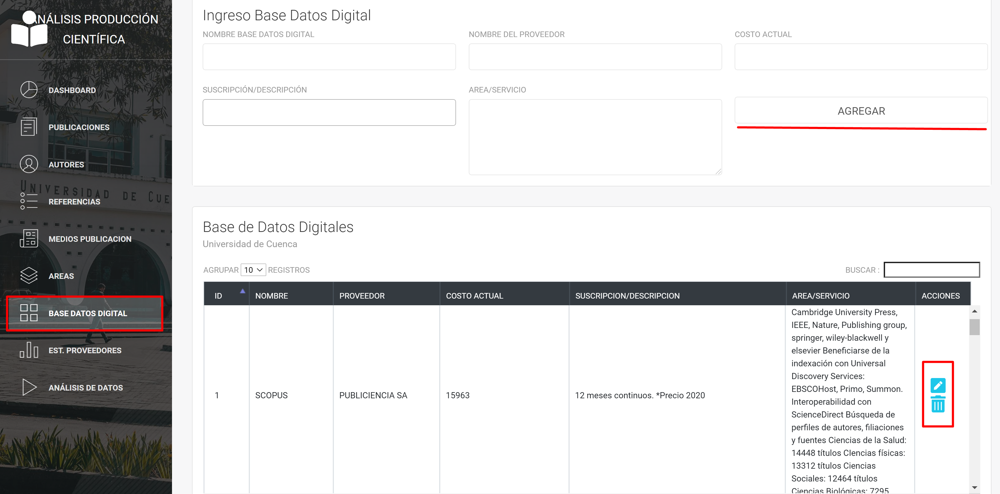 ANÁLISIS PRODUCCIÓN
CIENTÍFICA
DASHBOARD
PUBLICACIONES
AUTORES
UNIVERSIDAD DE CUE
REFERENCIAS
MEDIOS PUBLICACION
AREAS
BASE DATOS DIGITAL
EST. PROVEEDORES
ANÁLISIS DE DATOS
Ingreso Base Datos Digital
NOMBRE BASE DATOS DIGITAL
NOMBRE DEL PROVEEDOR
COSTO ACTUAL
SUSCRIPCIÓN/DESCRIPCIÓN
AREA/SERVICIO
AGREGAR
Base de Datos Digitales
Universidad de Cuenca
AGRUPAR 10 REGISTROS
BUSCAR :
ID NOMBRE PROVEEDOR COSTO ACTUAL SUSCRIPCION/DESCRIPCION AREA/SERVICIO ACCIONES
1 SCOPUS PUBLICIENCIA SA 15963 12 meses continuos. *Precio 2020
Cambridge University Press,
IEEE, Nature, Publishing group,
springer, wiley-blackwell y
elsevier Beneficiarse de la
indexación con Universal
Discovery Services:
EBSCOHost, Primo, Summon.
Interoperabilidad con
ScienceDirect Búsqueda de
perfiles de autores, filiaciones
y fuentes Ciencias de la Salud:
14448 títulos CIencias físicas:
13312 títulos Ciencias
Sociales: 12464 títulos
Ciencias Biológicas: 7295